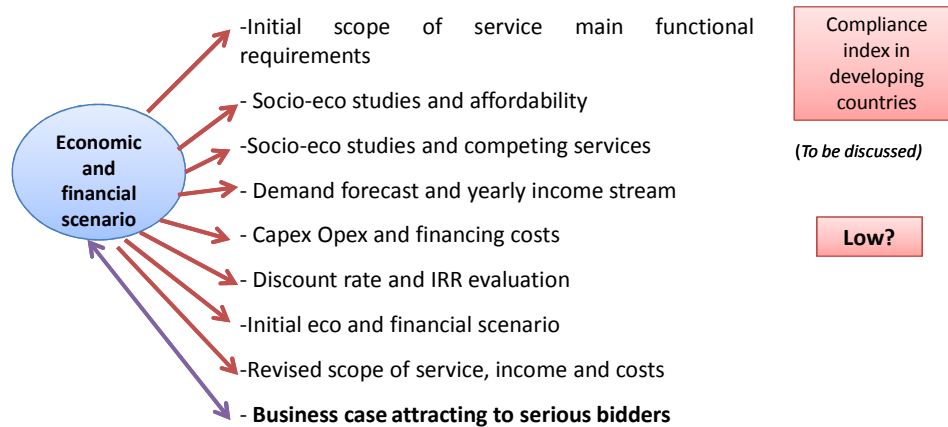 -Initial scope of service main functional
requirements
- Socio-eco studies and affordability
-Socio-eco studies and competing services
- Demand forecast and yearly income stream
- Capex Opex and financing costs
- Discount rate and IRR evaluation
-Initial eco and financial scenario
-Revised scope of service, income and costs
- Business case attracting to serious bidders
Economic
and
financial
scenario
Compliance
index in
developing
countries
(To be discussed)
Low?